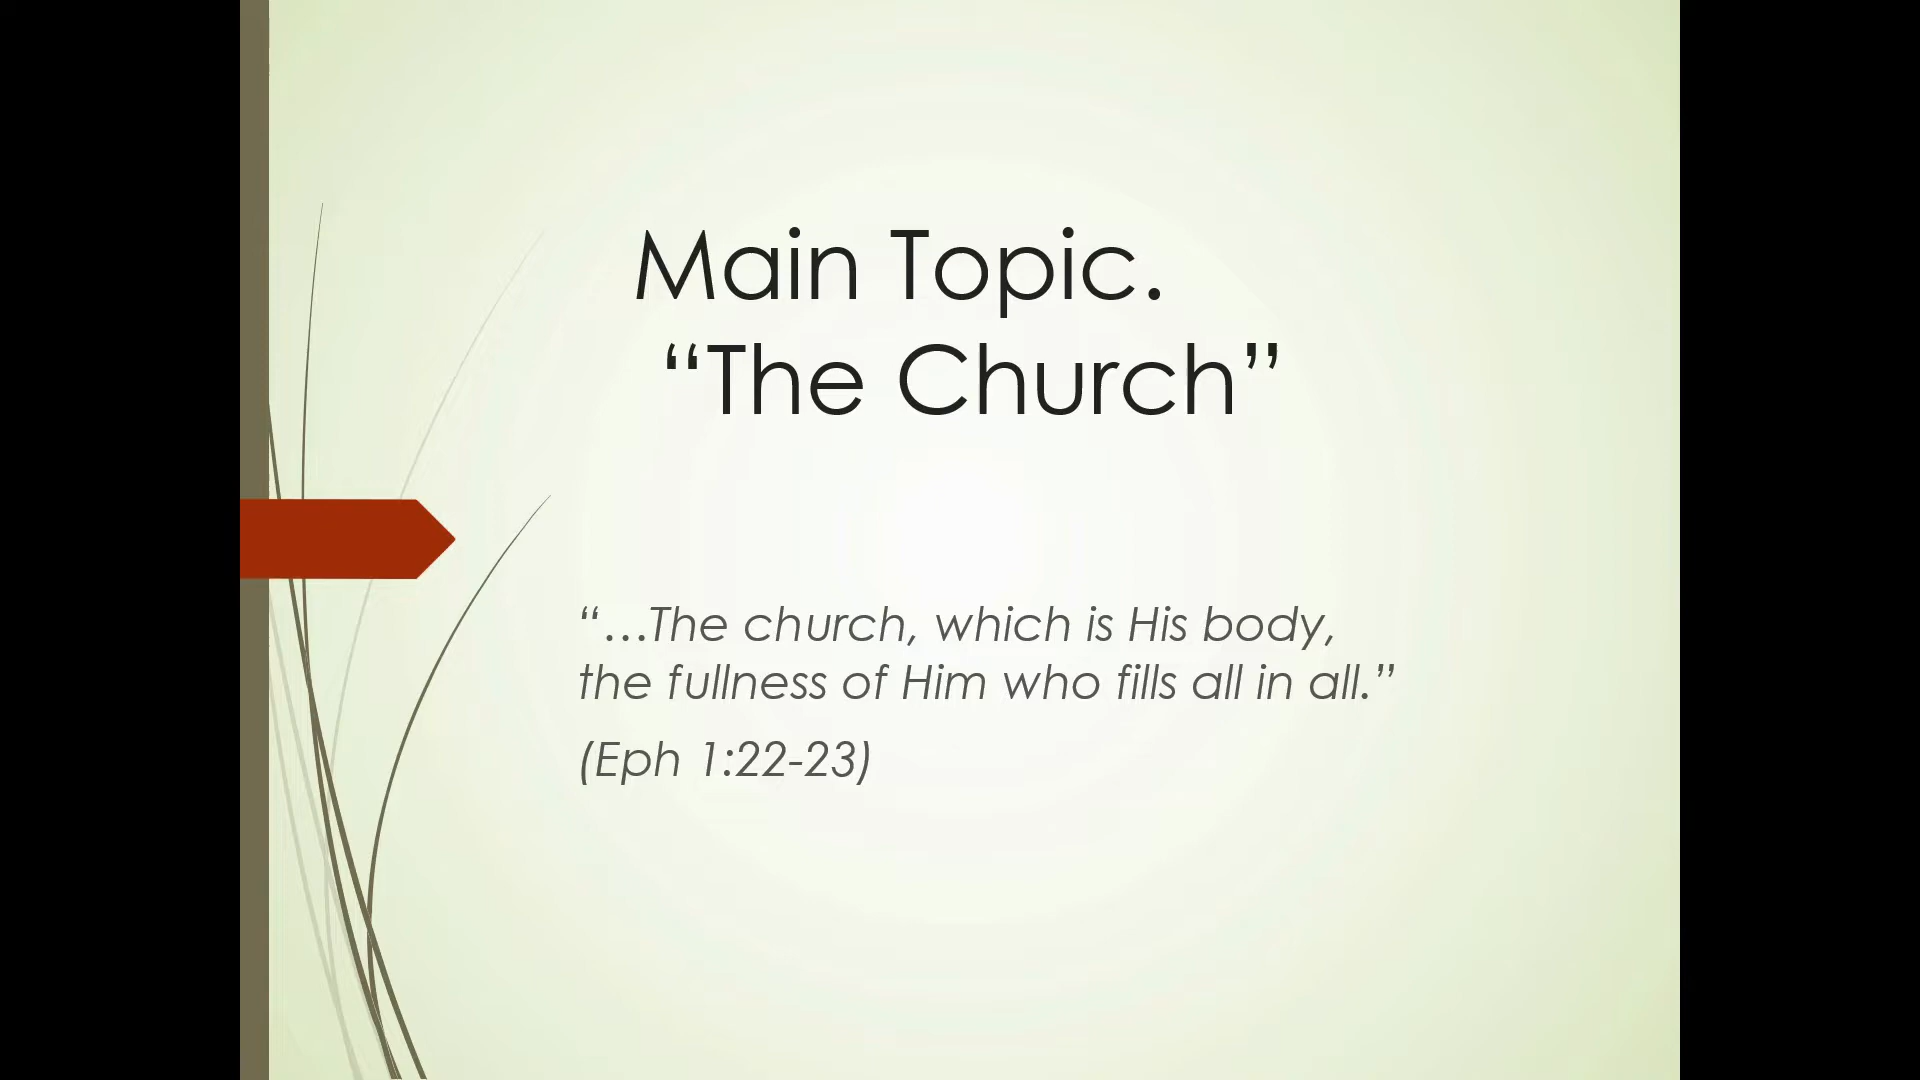 Main Topic.
“The Church”
“…The church, which is His body,
the fullness of Him who fills all in all.”
(Eph 1:22-23)